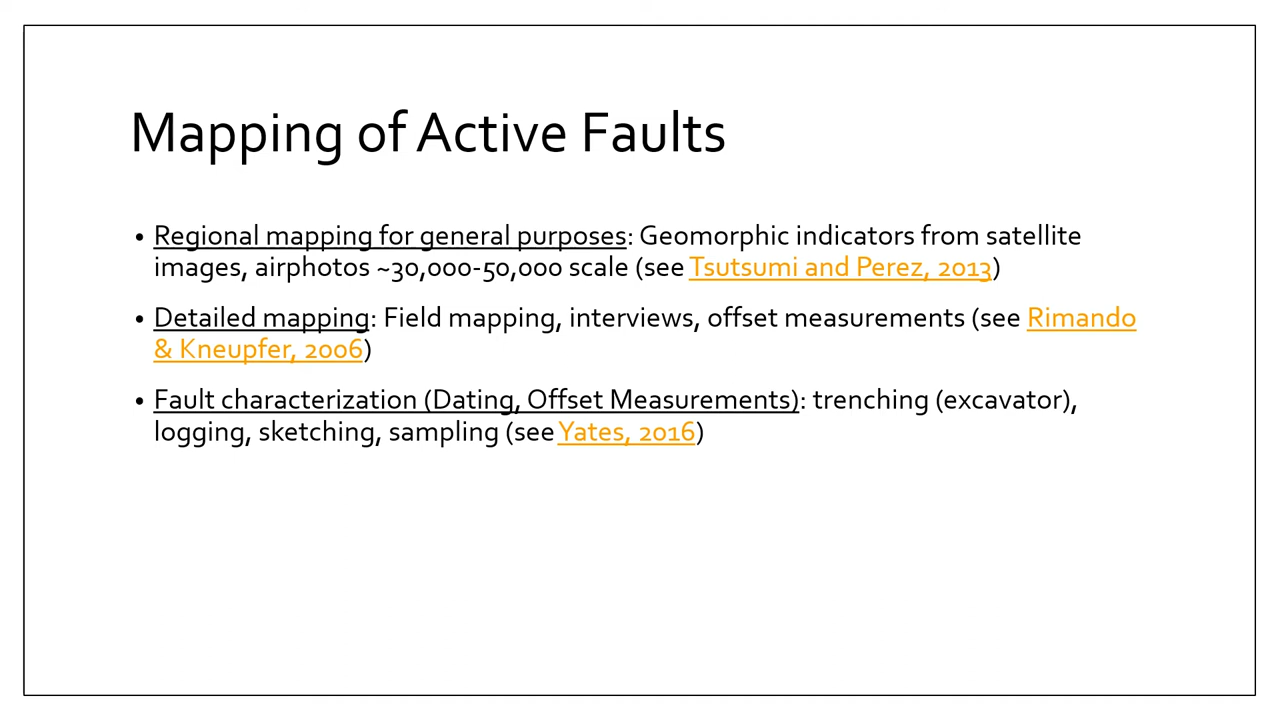 Mapping of Active Faults
• Regional mapping for general purposes: Geomorphic indicators from satellite
images, airphotos ~30,000-50,000 scale (see Tsutsumi and Perez, 2013)
• Detailed mapping: Field mapping, interviews, offset measurements (see Rimando
& Kneupfer, 2006)
• Fault characterization (Dating, Offset Measurements): trenching (excavator),
logging, sketching, sampling (see Yates, 2016)